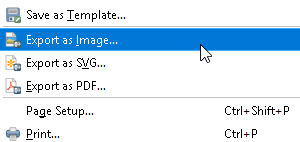 Save as Template...
Export as Image...
Export as SVG...
Export as PDF...
Page Setup... Ctrl+Shift+P
Print... Ctrl+P